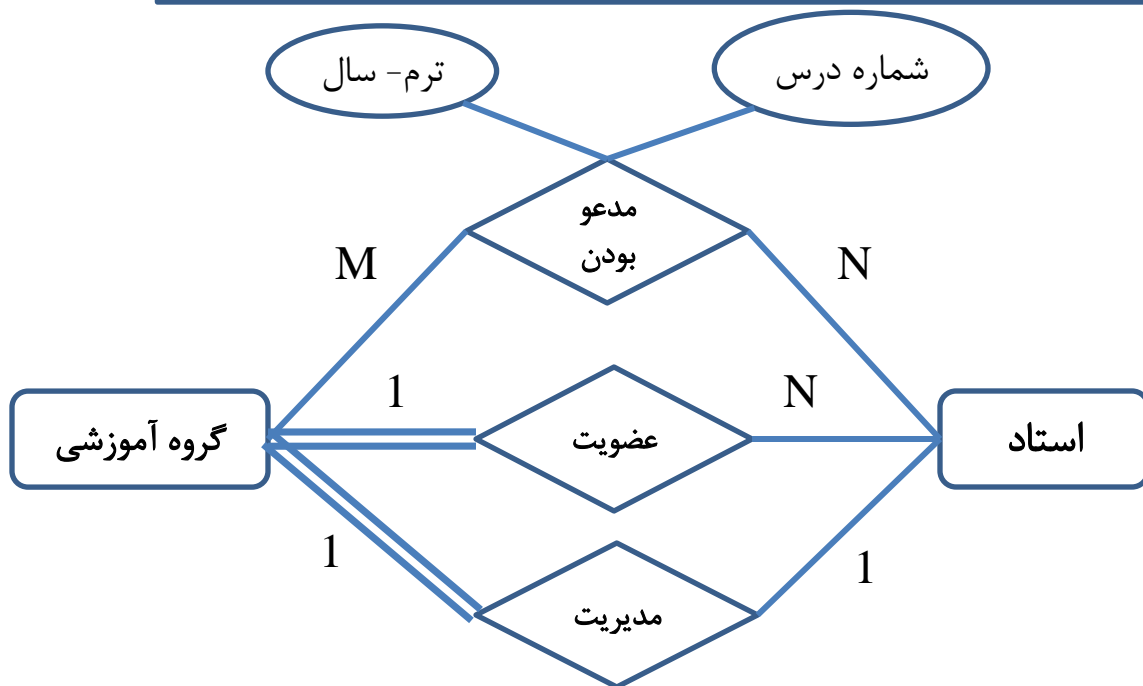 شماره درس
ترم- سال
مدعو
بودن
N
M
N
1
استاد
عضویت
گروه آموزشی
1
1
مدیریت